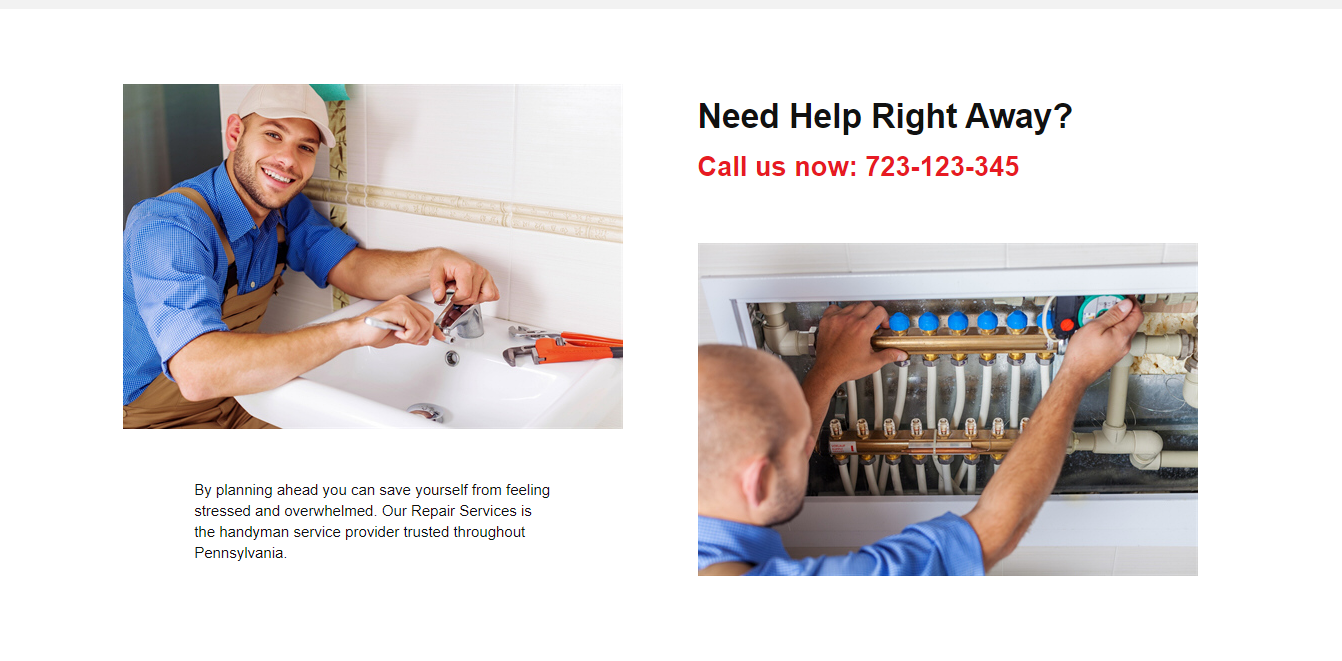 Need Help Right Away?
Call us now: 723-123-345
By planning ahead you can save yourself from feeling
stressed and overwhelmed. Our Repair Services is
the handyman service provider trusted throughout
Pennsylvania.